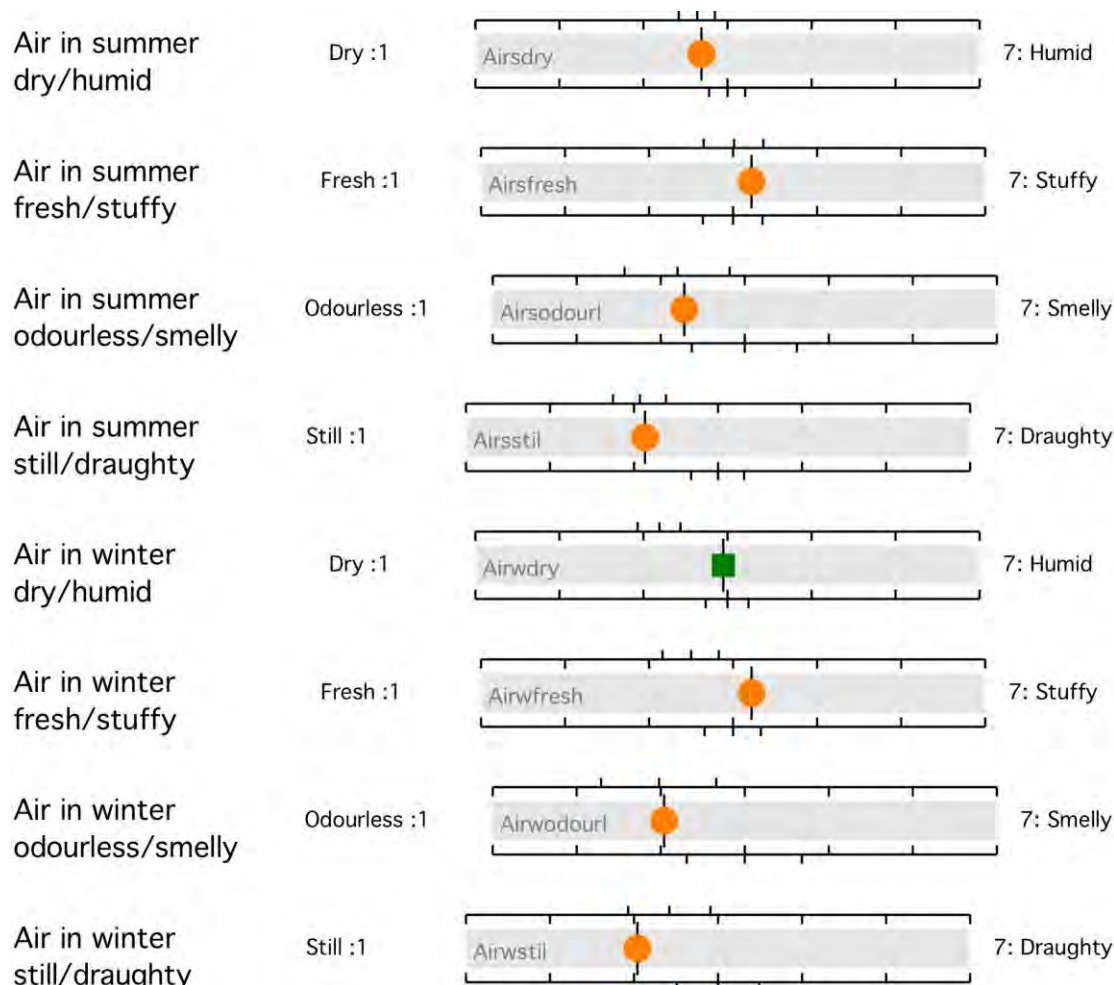 Air in summer
dry/humid
Dry :1
Airsdry
7: Humid
Air in summer
fresh/stuffy
Fresh :1
Airsfresh
7: Stuffy
Air in summer
odourless/smelly
Odourless :1
Airsodourl
7: Smelly
Air in summer
still/draughty
Still :1
Airsstil
7: Draughty
Air in winter
dry/humid
Dry :1
Airwdry
7: Humid
Air in winter
fresh/stuffy
Fresh :1
Airwfresh
7: Stuffy
Air in winter
odourless/smelly
Odourless :1
Airwodourl
7: Smelly
Air in winter
still/draughty
Still :1
Airwstil
7: Draughty